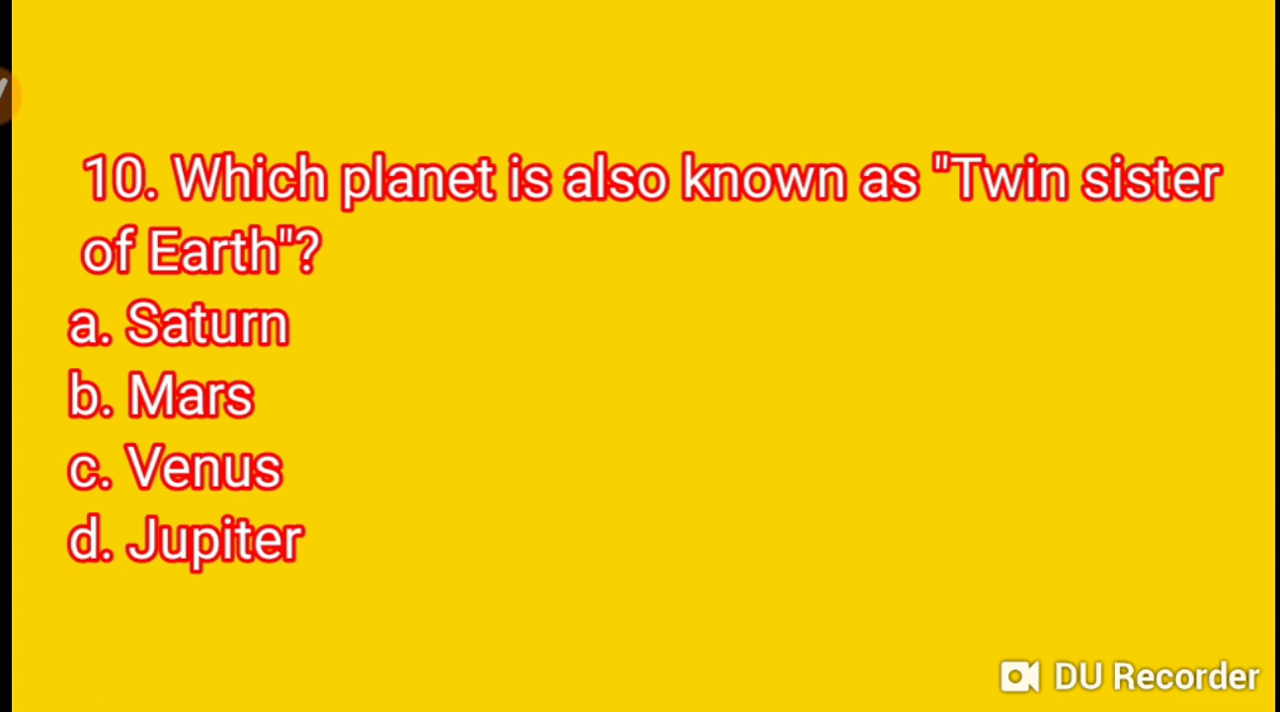 10. Which planet is also known as "Twin sister
of Earth"?
a. Saturn
b. Mars
c. Venus
d. Jupiter
DU Recorder